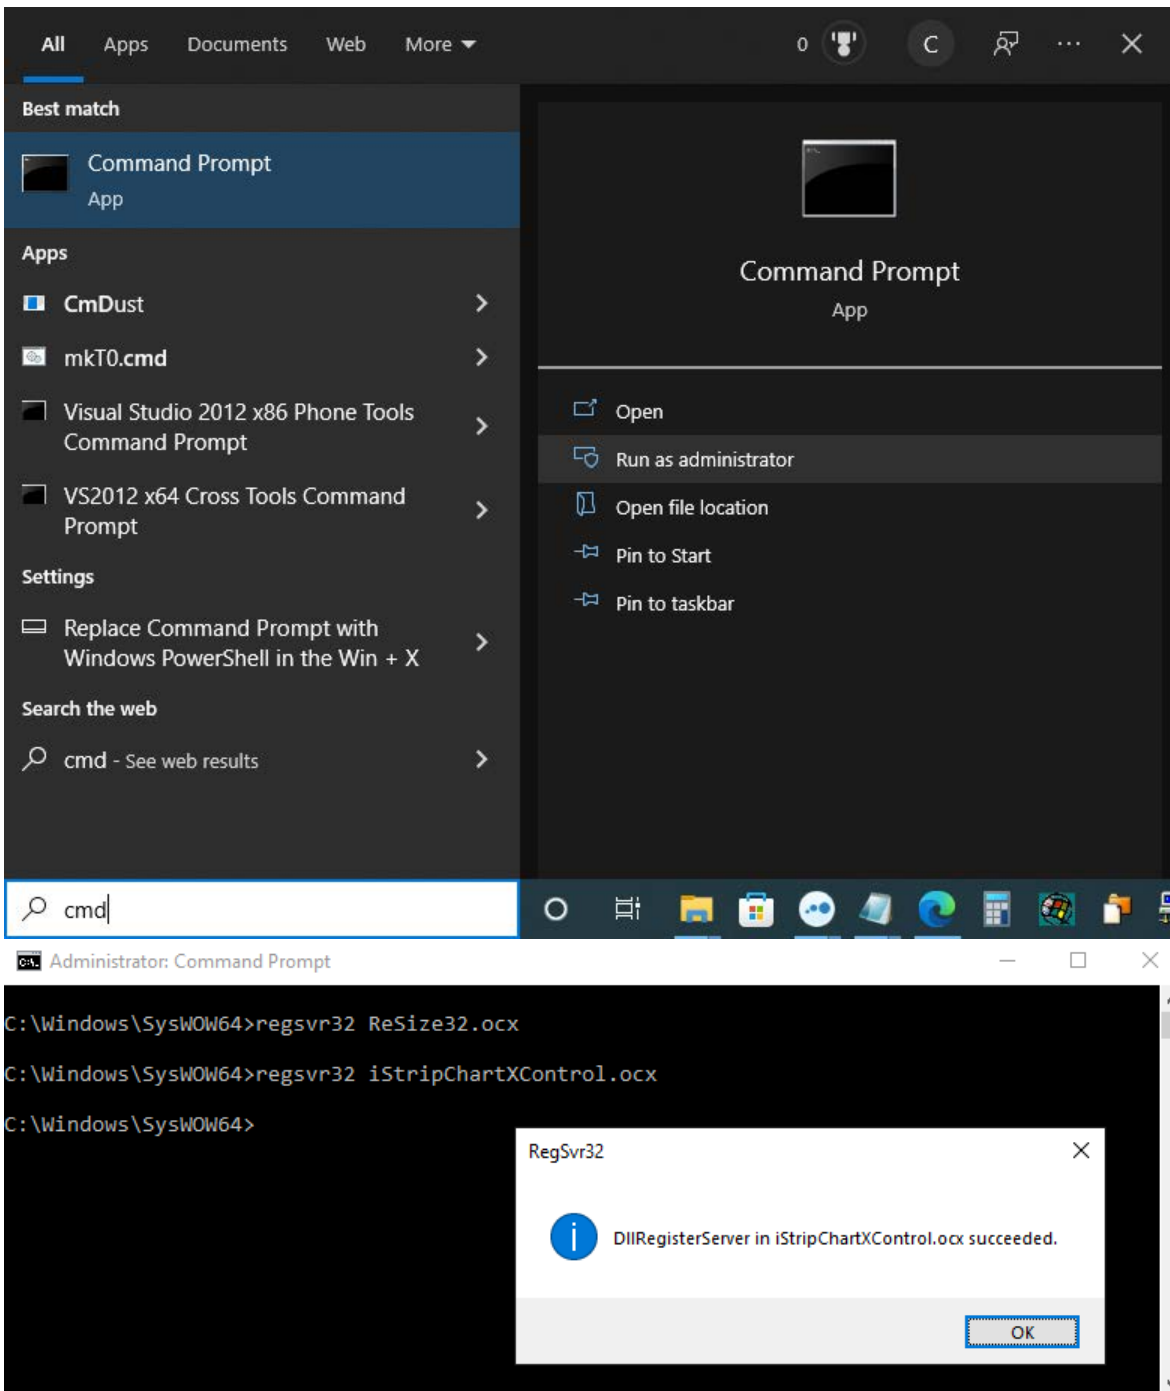 All Apps Documents Web More 0 C
Best match
Command Prompt
App
Apps
CmDust
mkT0.cmd
Visual Studio 2012 x86 Phone Tools
Command Prompt
VS2012 x64 Cross Tools Command
Prompt
Settings
Replace Command Prompt with
Windows PowerShell in the Win + X
Search the web
cmd - See web results
Command Prompt
App
Open
Run as administrator
Open file location
Pin to Start
Pin to taskbar
cmd
Administrator: Command Prompt
C:\Windows\SysWOW64>regsvr32 ReSize32.ocx
C:\Windows\SysWOW64>regsvr32 iStripChartXControl.ocx
C:\Windows\SysWOW64>
RegSvr32
DllRegisterServer in iStripChartXControl.ocx succeeded.
OK